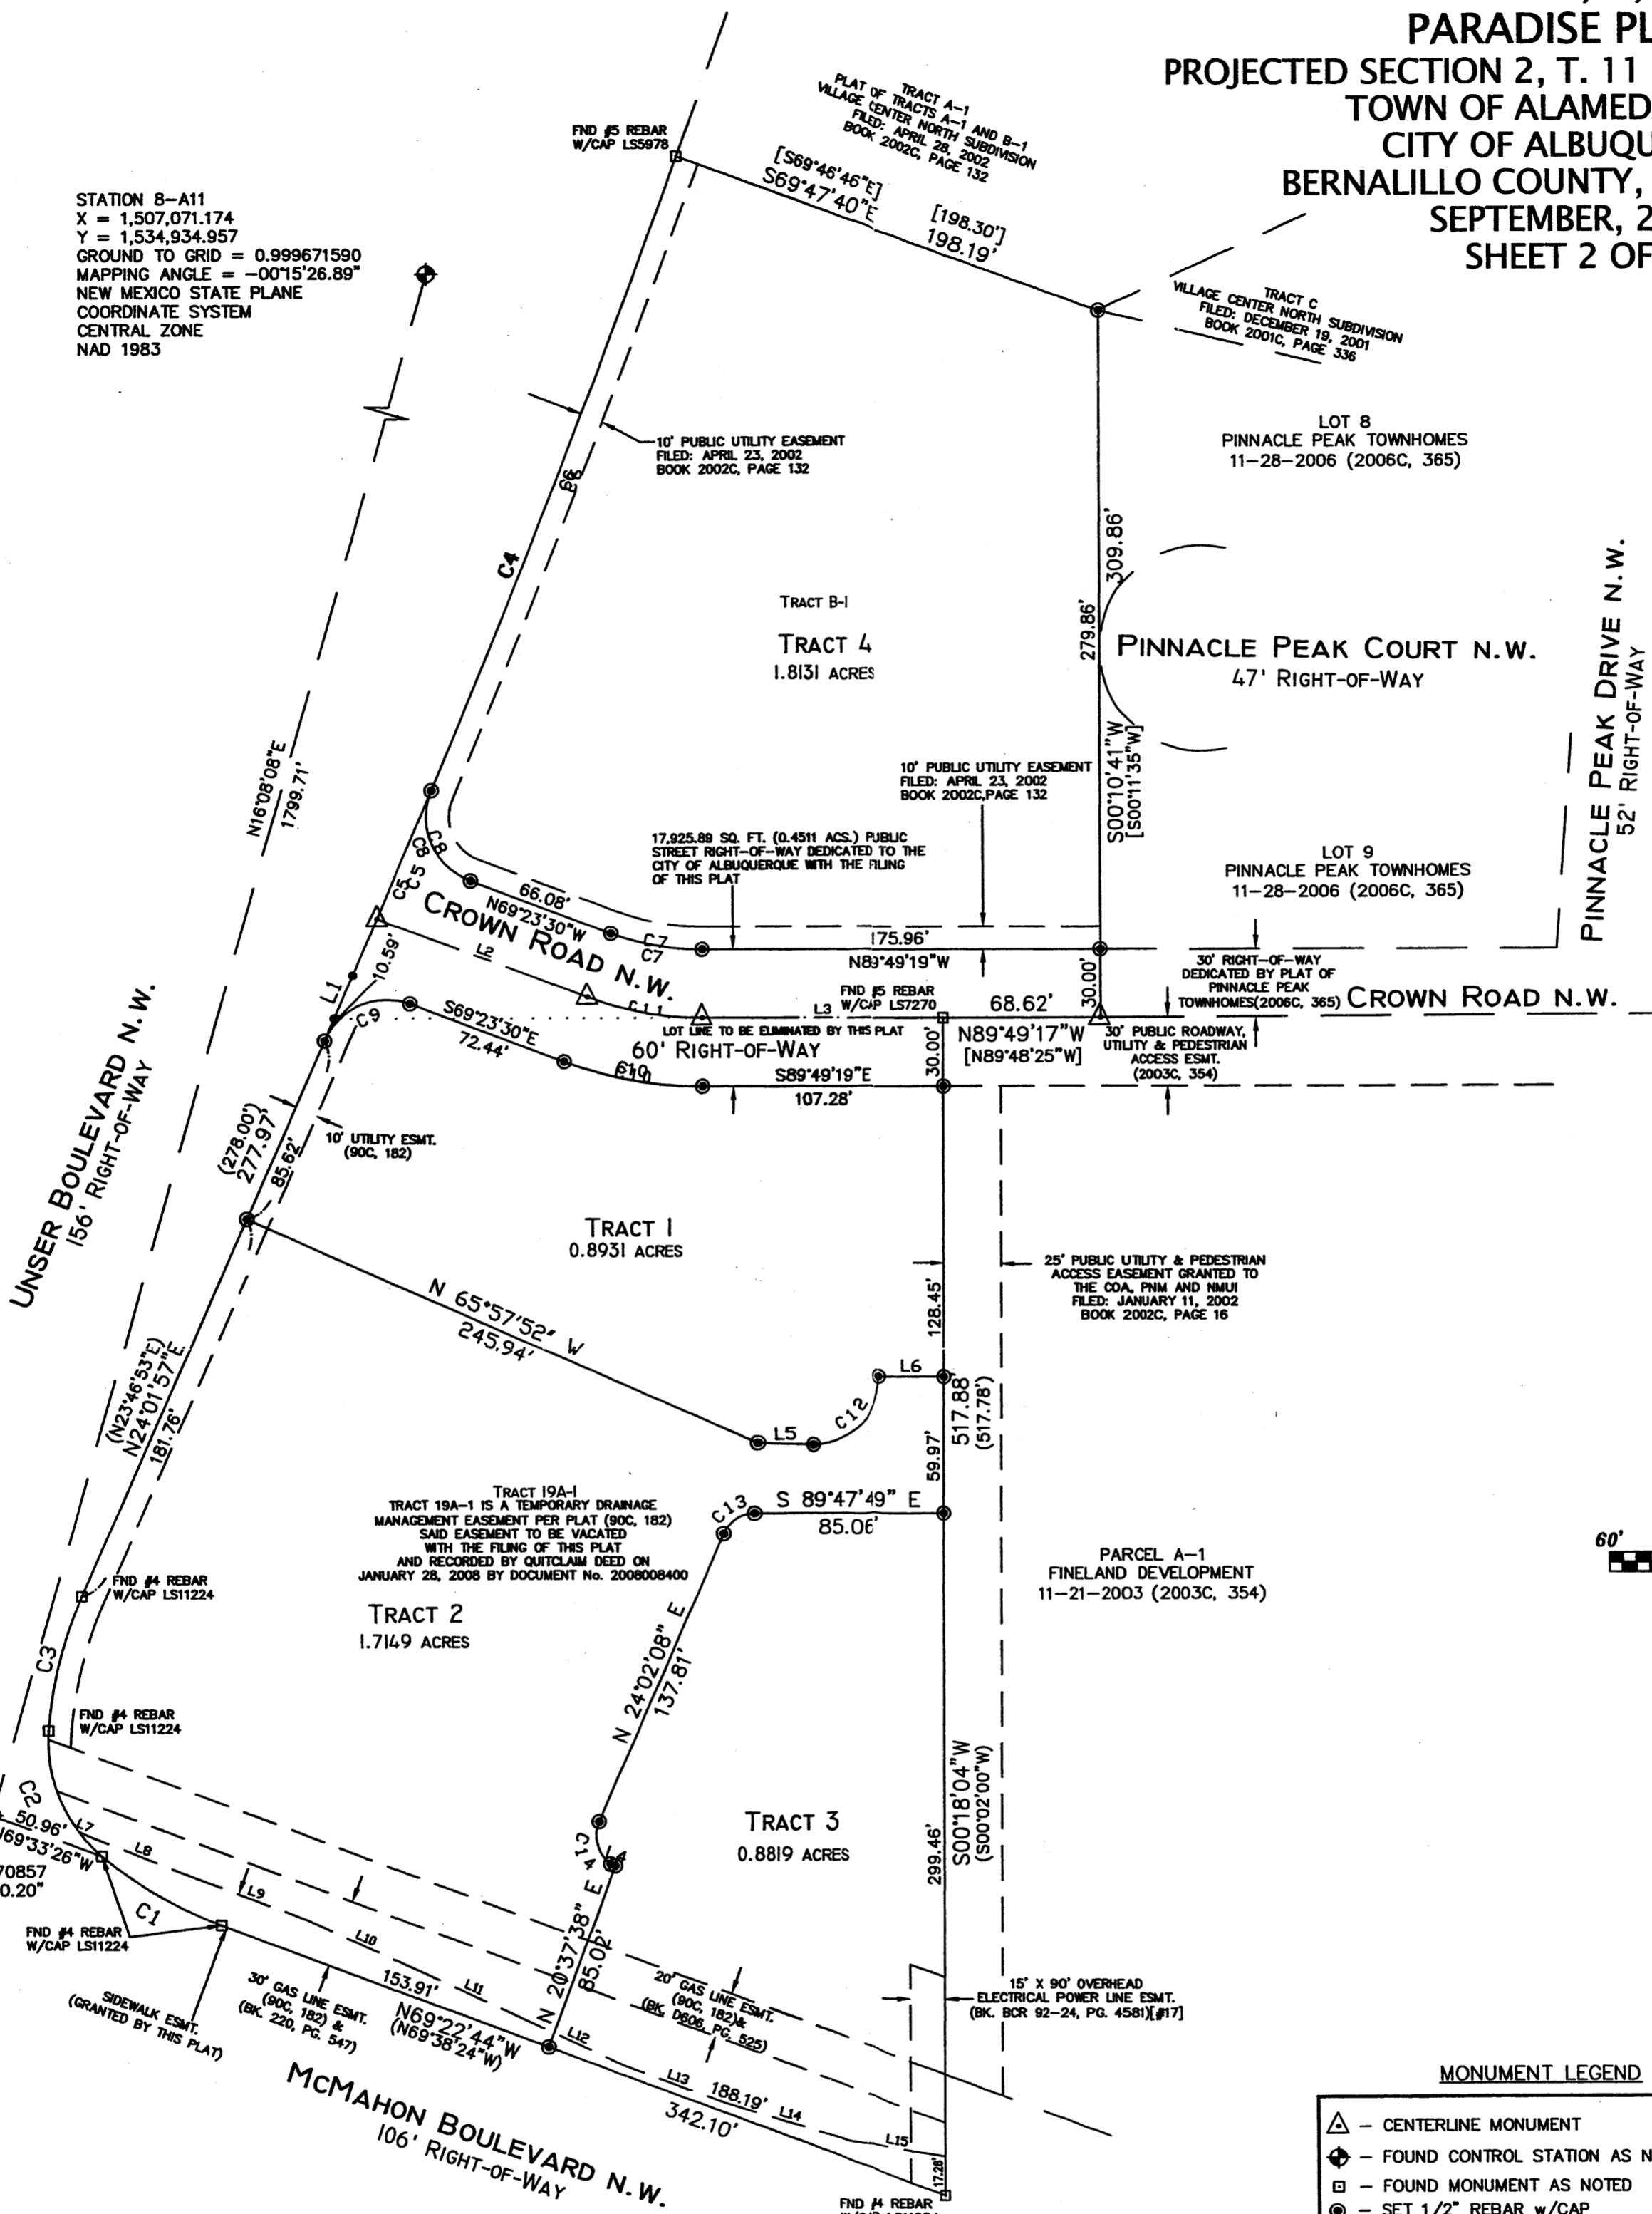 PARADISE PL
PROJECTED SECTION 2, T. 11
TOWN OF ALAMED
CITY OF ALBUQU
BERNALILLO COUNTY,
SEPTEMBER, 2
SHEET 2 OF
STATION 8-A11
X = 1,507,071.174
Y = 1,534,934.957
GROUND TO GRID = 0.999671590
MAPPING ANGLE = -00°15'26.89"
NEW MEXICO STATE PLANE
COORDINATE SYSTEM
CENTRAL ZONE
NAD 1983
FND #5 REBAR
W/CAP LS5978
TRACT A-1
PLAT OF TRACTS A-1 AND B-1
VILLAGE CENTER NORTH SUBDIVISION
FILED: APRIL 28, 2002
BOOK 2002C, PAGE 132
[S69°46'46"E]
S69°47'40"E
[198.30']
198.19'
TRACT C
VILLAGE CENTER NORTH SUBDIVISION
FILED: DECEMBER 19, 2001
BOOK 2001C, PAGE 336
LOT 8
PINNACLE PEAK TOWNHOMES
11-28-2006 (2006C, 365)
10' PUBLIC UTILITY EASEMENT
FILED: APRIL 23, 2002
BOOK 2002C, PAGE 132
C6
C4
TRACT B-1
TRACT 4
1.8131 ACRES
309.86'
279.86'
S00°10'41"W
[S00°11'35"W]
PINNACLE PEAK COURT N.W.
47' RIGHT-OF-WAY
PINNACLE PEAK DRIVE N.W.
52' RIGHT-OF-WAY
N16°08'08"E
1799.71'
10' PUBLIC UTILITY EASEMENT
FILED: APRIL 23, 2002
BOOK 2002C,PAGE 132
17,925.89 SQ. FT. (0.4511 ACS.) PUBLIC
STREET RIGHT-OF-WAY DEDICATED TO THE
CITY OF ALBUQUERQUE WITH THE FILING
OF THIS PLAT
LOT 9
PINNACLE PEAK TOWNHOMES
11-28-2006 (2006C, 365)
C8
C8
C5
C5
66.08'
N69°23'30"W
CROWN ROAD N.W.
C7
C7
175.96'
N89°49'19"W
30.00'
30' RIGHT-OF-WAY
DEDICATED BY PLAT OF
PINNACLE PEAK
TOWNHOMES(2006C, 365)
CROWN ROAD N.W.
L2
10.59'
L1
C9
C11
L3
FND #5 REBAR
W/CAP LS7270
68.62'
N89°49'17"W
[N89°48'25"W]
LOT LINE TO BE ELIMINATED BY THIS PLAT
60' RIGHT-OF-WAY
30' PUBLIC ROADWAY,
UTILITY & PEDESTRIAN
ACCESS ESMT.
(2003C, 354)
S69°23'30"E
72.44'
C10
30.00'
S89°49'19"E
107.28'
UNSER BOULEVARD N.W.
156' RIGHT-OF-WAY
(278.00')
277.97'
85.62'
10' UTILITY ESMT.
(90C, 182)
TRACT 1
0.8931 ACRES
25' PUBLIC UTILITY & PEDESTRIAN
ACCESS EASEMENT GRANTED TO
THE COA, PNM AND NMUI
FILED: JANUARY 11, 2002
BOOK 2002C, PAGE 16
128.45'
N 65°57'52" W
245.94'
(N23°46'53"E)
N24°01'57"E
181.76'
L6
C12
L5
517.88'
(517.78')
59.97'
TRACT 19A-1
TRACT 19A-1 IS A TEMPORARY DRAINAGE
MANAGEMENT EASEMENT PER PLAT (90C, 182)
SAID EASEMENT TO BE VACATED
WITH THE FILING OF THIS PLAT
AND RECORDED BY QUITCLAIM DEED ON
JANUARY 28, 2008 BY DOCUMENT No. 2008008400
C13
S 89°47'49" E
85.06'
PARCEL A-1
FINELAND DEVELOPMENT
11-21-2003 (2003C, 354)
60'
FND #4 REBAR
W/CAP LS11224
TRACT 2
1.7149 ACRES
C3
N 24°02'08" E
137.81'
FND #4 REBAR
W/CAP LS11224
C2
TRACT 3
0.8819 ACRES
S00°18'04"W
(S00°02'00"W)
299.46'
C14
L4
50.96'
N69°33'26"W
70857
0.20"
L7
L8
L9
L10
L11
L12
L13
L14
L15
C1
FND #4 REBAR
W/CAP LS11224
SIDEWALK ESMT.
(GRANTED BY THIS PLAT)
30' GAS LINE ESMT.
(90C, 182) &
(BK. 220, PG. 547)
153.91'
N69°22'44"W
(N69°38'24"W)
N 20°37'38" E
85.02'
20' GAS LINE ESMT.
(90C, 182)&
(BK. D606, PG. 525)
15' X 90' OVERHEAD
ELECTRICAL POWER LINE ESMT.
(BK. BCR 92-24, PG. 4581)[#17]
188.19'
342.10'
17.26'
MCMAHON BOULEVARD N.W.
106' RIGHT-OF-WAY
FND #4 REBAR
MONUMENT LEGEND
- CENTERLINE MONUMENT
- FOUND CONTROL STATION AS N
- FOUND MONUMENT AS NOTED
- SET 1/2" REBAR w/CAP